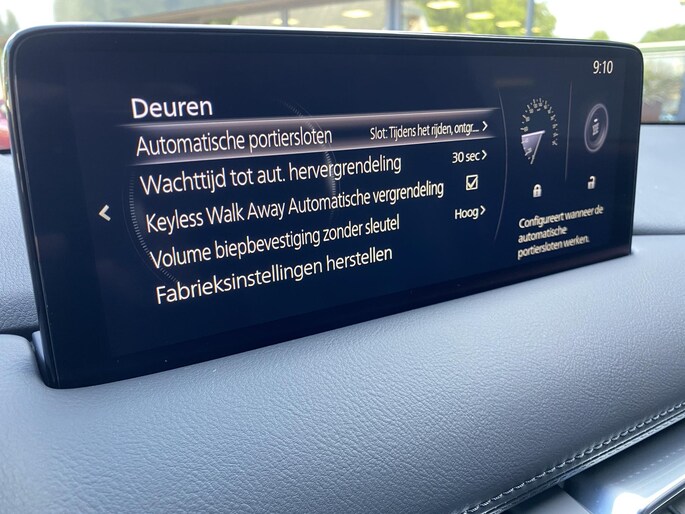 9:10
Deuren
Automatische portiersloten Slot: Tijdens het rijden, ontgr...
Wachttijd tot aut. hervergrendeling 30 sec
Keyless Walk Away Automatische vergrendeling
Volume biepbevestiging zonder sleutel Hoog
Fabrieksinstellingen herstellen
Configureert wanneer de
automatische
portiersloten werken.